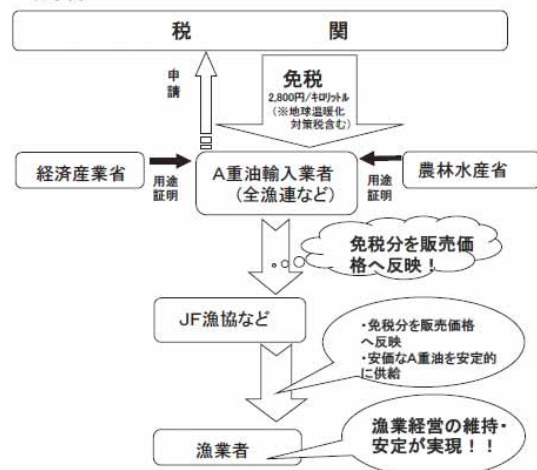 税 関
申請
免税
2,800円/キロリットル
(※地球温暖化
対策税含む)
経済産業省
用途
証明
A重油輸入業者
(全漁連など)
用途
証明
農林水産省
免税分を販売価
格へ反映!
JF漁協など
・免税分を販売価格
へ反映
・安価なA重油を安定的
に供給
漁業者
漁業経営の維持・
安定が実現!!